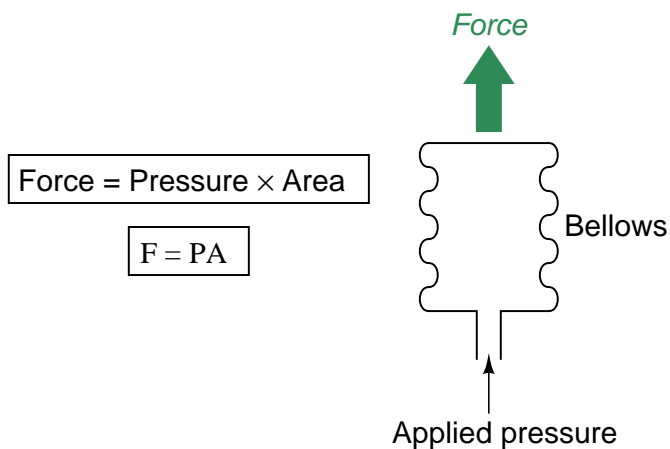 Force
Force = Pressure × Area
F = PA
Bellows
Applied pressure